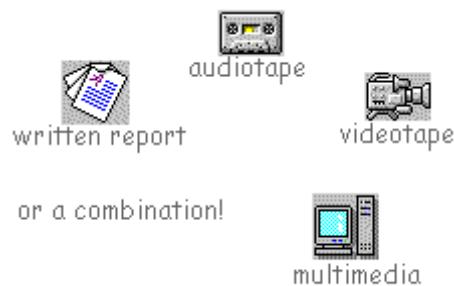 audiotape
written report
videotape
or a combination!
multimedia